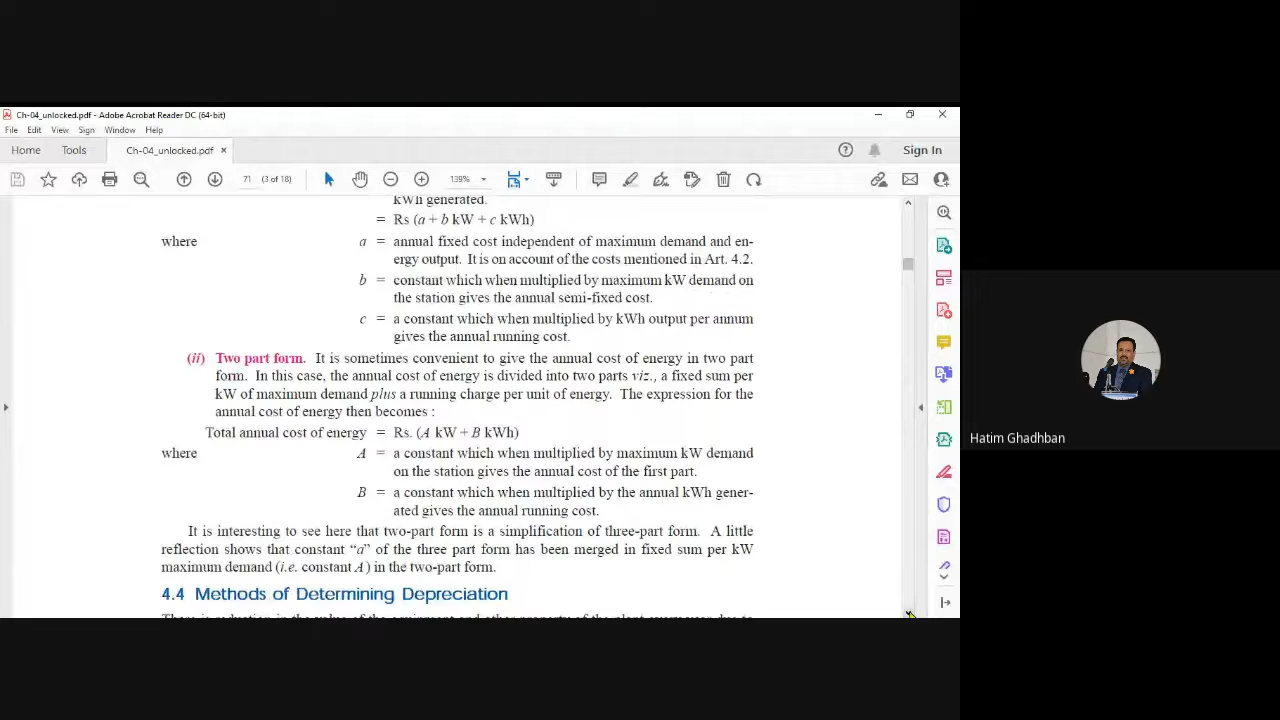 Ch-04_unlocked.pdf - Adobe Acrobat Reader DC (64-bit)
File Edit View Sign Window Help
Home Tools Ch-04_unlocked.pdf × Sign In
71 (3 of 18) 139%
kWh generated.
= Rs (a + b kW + c kWh)
where a = annual fixed cost independent of maximum demand and en-
ergy output. It is on account of the costs mentioned in Art. 4.2.
b = constant which when multiplied by maximum kW demand on
the station gives the annual semi-fixed cost.
c = a constant which when multiplied by kWh output per annum
gives the annual running cost.
(ii) Two part form. It is sometimes convenient to give the annual cost of energy in two part
form. In this case, the annual cost of energy is divided into two parts viz., a fixed sum per
kW of maximum demand plus a running charge per unit of energy. The expression for the
annual cost of energy then becomes :
Total annual cost of energy = Rs. (A kW + B kWh)
where A = a constant which when multiplied by maximum kW demand
on the station gives the annual cost of the first part.
B = a constant which when multiplied by the annual kWh gener-
ated gives the annual running cost.
It is interesting to see here that two-part form is a simplification of three-part form. A little
reflection shows that constant “a” of the three part form has been merged in fixed sum per kW
maximum demand (i.e. constant A) in the two-part form.
4.4 Methods of Determining Depreciation
Hatim Ghadhban